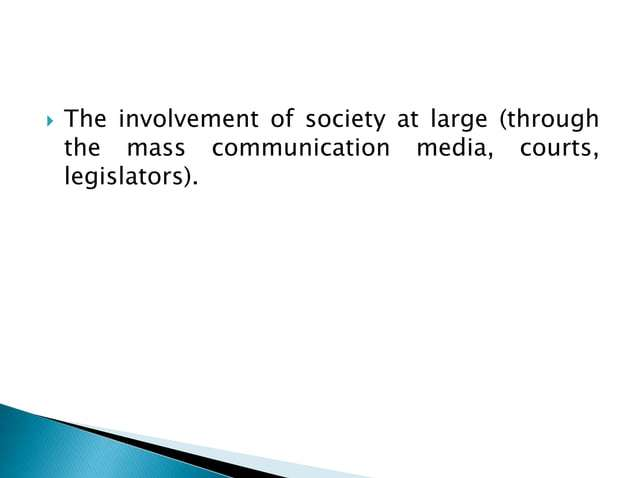 The involvement of society at large (through
the mass communication media, courts,
legislators).